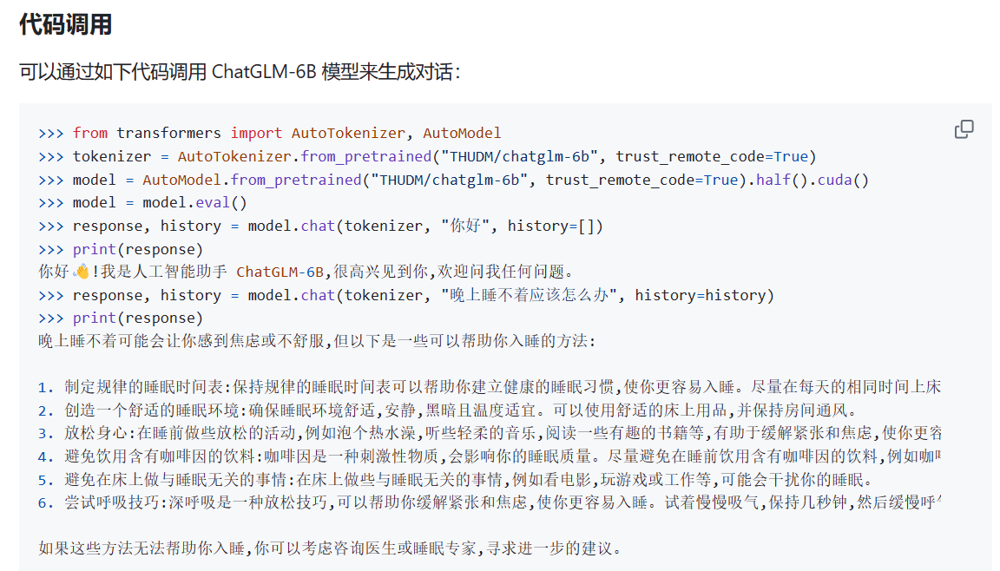 代码调用
可以通过如下代码调用 ChatGLM-6B 模型来生成对话：
>>> from transformers import AutoTokenizer, AutoModel
>>> tokenizer = AutoTokenizer.from_pretrained("THUDM/chatglm-6b", trust_remote_code=True)
>>> model = AutoModel.from_pretrained("THUDM/chatglm-6b", trust_remote_code=True).half().cuda()
>>> model = model.eval()
>>> response, history = model.chat(tokenizer, "你好", history=[])
>>> print(response)
你好👋!我是人工智能助手 ChatGLM-6B,很高兴见到你,欢迎问我任何问题。
>>> response, history = model.chat(tokenizer, "晚上睡不着应该怎么办", history=history)
>>> print(response)
晚上睡不着可能会让你感到焦虑或不舒服,但以下是一些可以帮助你入睡的方法:
1. 制定规律的睡眠时间表:保持规律的睡眠时间表可以帮助你建立健康的睡眠习惯,使你更容易入睡。尽量在每天的相同时间上床
2. 创造一个舒适的睡眠环境:确保睡眠环境舒适,安静,黑暗且温度适宜。可以使用舒适的床上用品,并保持房间通风。
3. 放松身心:在睡前做些放松的活动,例如泡个热水澡,听些轻柔的音乐,阅读一些有趣的书籍等,有助于缓解紧张和焦虑,使你更容
4. 避免饮用含有咖啡因的饮料:咖啡因是一种刺激性物质,会影响你的睡眠质量。尽量避免在睡前饮用含有咖啡因的饮料,例如咖
5. 避免在床上做与睡眠无关的事情:在床上做些与睡眠无关的事情,例如看电影,玩游戏或工作等,可能会干扰你的睡眠。
6. 尝试呼吸技巧:深呼吸是一种放松技巧,可以帮助你缓解紧张和焦虑,使你更容易入睡。试着慢慢吸气,保持几秒钟,然后缓慢呼
如果这些方法无法帮助你入睡,你可以考虑咨询医生或睡眠专家,寻求进一步的建议。